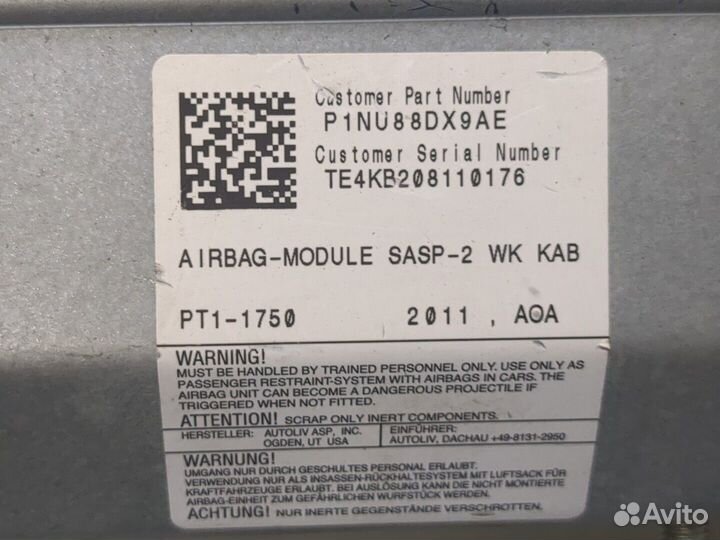 Customer Part Number
P1NU88DX9AE
Customer Serial Number
TE4KB208110176
AIRBAG-MODULE SASP-2 WK KAB
PT1-1750 2011 , AOA
WARNING!
MUST BE HANDLED BY TRAINED PERSONNEL ONLY. USE ONLY AS
PASSENGER RESTRAINT-SYSTEM WITH AIRBAGS IN CARS. THE
AIRBAG UNIT CAN BECOME A DANGEROUS PROJECTILE IF
TRIGGERED WHEN NOT FITTED.
ATTENTION! SCRAP ONLY INERT COMPONENTS.
HERSTELLER: AUTOLIV ASP, INC. EINFÜHRER:
OGDEN, UT USA AUTOLIV, DACHAU +49-8131-2950
WARNUNG!
UMGANG NUR DURCH GESCHULTES PERSONAL ERLAUBT.
VERWENDUNG NUR ALS INSASSEN-RÜCKHALTESYSTEM MIT LUFTSACK FÜR
KRAFTFAHRZEUGE ERLAUBT. BEI AUSLÖSUNG KANN DIE NICHT MONTIERTE
AIRBAG-EINHEIT ZUM GEFÄHRLICHEN WURFSTÜCK WERDEN.
ACHTUNG! NUR INERTE GEGENSTÄNDE VERSCHROTTEN.
Avito